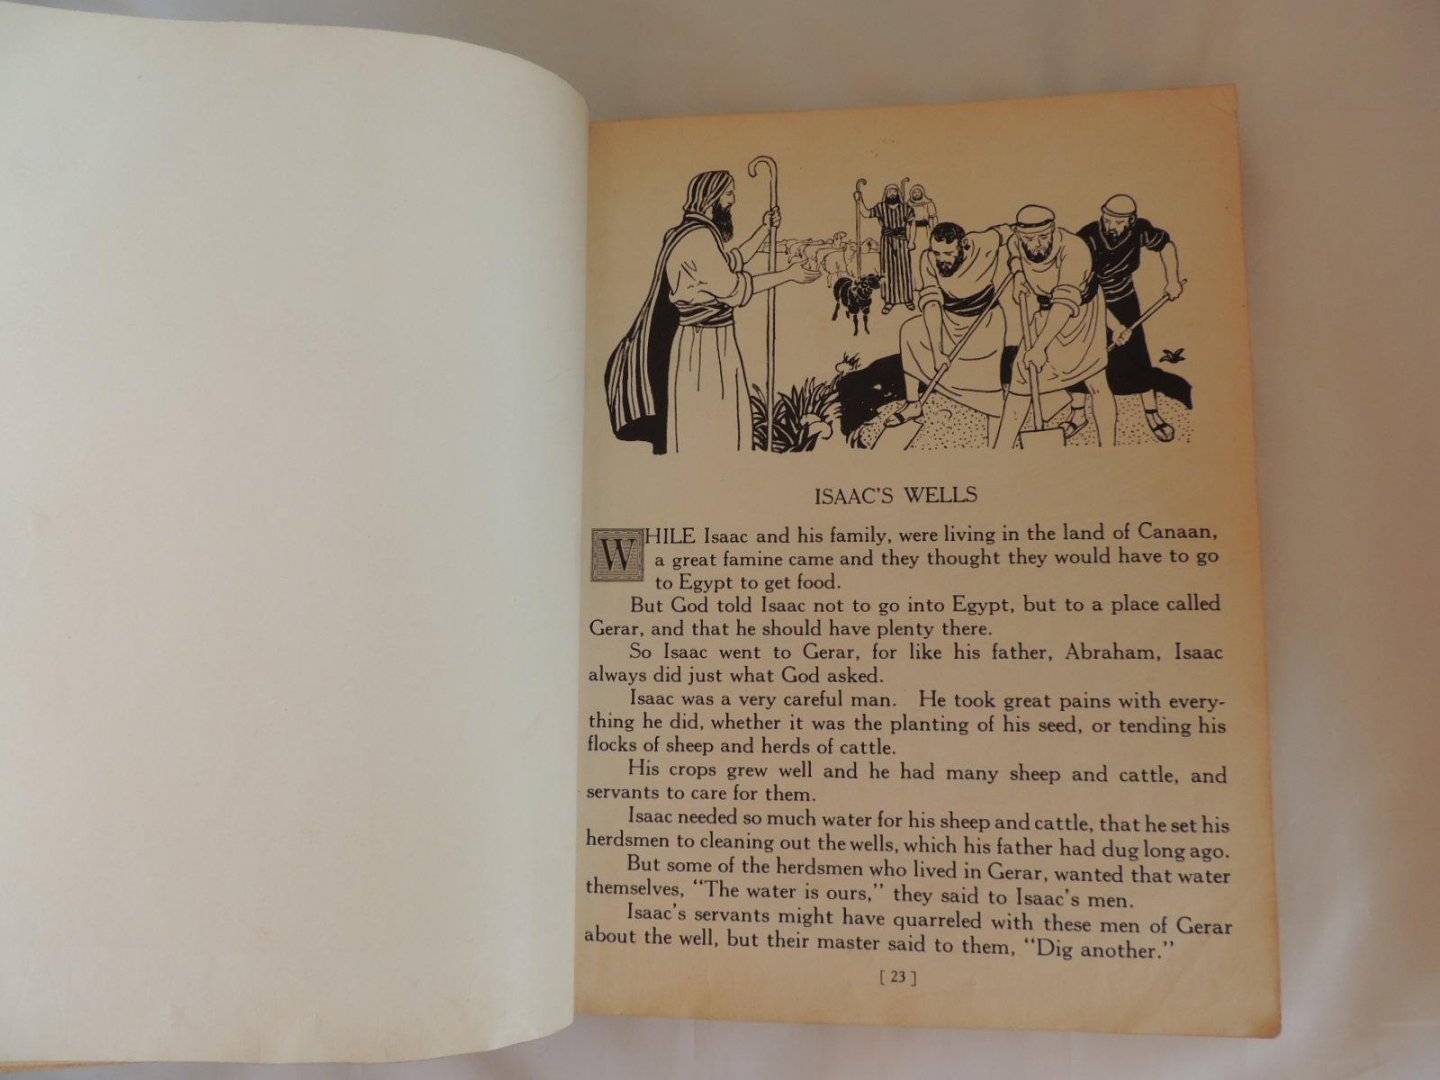 ISAAC'S WELLS
WHILE Isaac and his family, were living in the land of Canaan,
a great famine came and they thought they would have to go
to Egypt to get food.
But God told Isaac not to go into Egypt, but to a place called
Gerar, and that he should have plenty there.
So Isaac went to Gerar, for like his father, Abraham, Isaac
always did just what God asked.
Isaac was a very careful man. He took great pains with every-
thing he did, whether it was the planting of his seed, or tending his
flocks of sheep and herds of cattle.
His crops grew well and he had many sheep and cattle, and
servants to care for them.
Isaac needed so much water for his sheep and cattle, that he set his
herdsmen to cleaning out the wells, which his father had dug long ago.
But some of the herdsmen who lived in Gerar, wanted that water
themselves, "The water is ours," they said to Isaac's men.
Isaac's servants might have quarreled with these men of Gerar
about the well, but their master said to them, "Dig another."
[ 23 ]